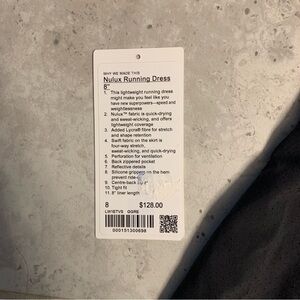 WHY WE MADE THIS
Nulux Running Dress
8"
1. This lightweight running dress
might make you feel like you
have new superpowers—speed and
weightlessness
2. Nulux™ fabric is quick-drying
and sweat-wicking, and offers
lightweight coverage
3. Added Lycra® fibre for stretch
and shape retention
4. Swift fabric on the skirt is
four-way stretch,
sweat-wicking, and quick-drying
5. Perforation for ventilation
6. Back zippered pocket
7. Reflective details
8. Silicone grippers on the hem
prevent ride-
9. Centre-back
10. Tight fit
11. 8" liner length
8 $128.00